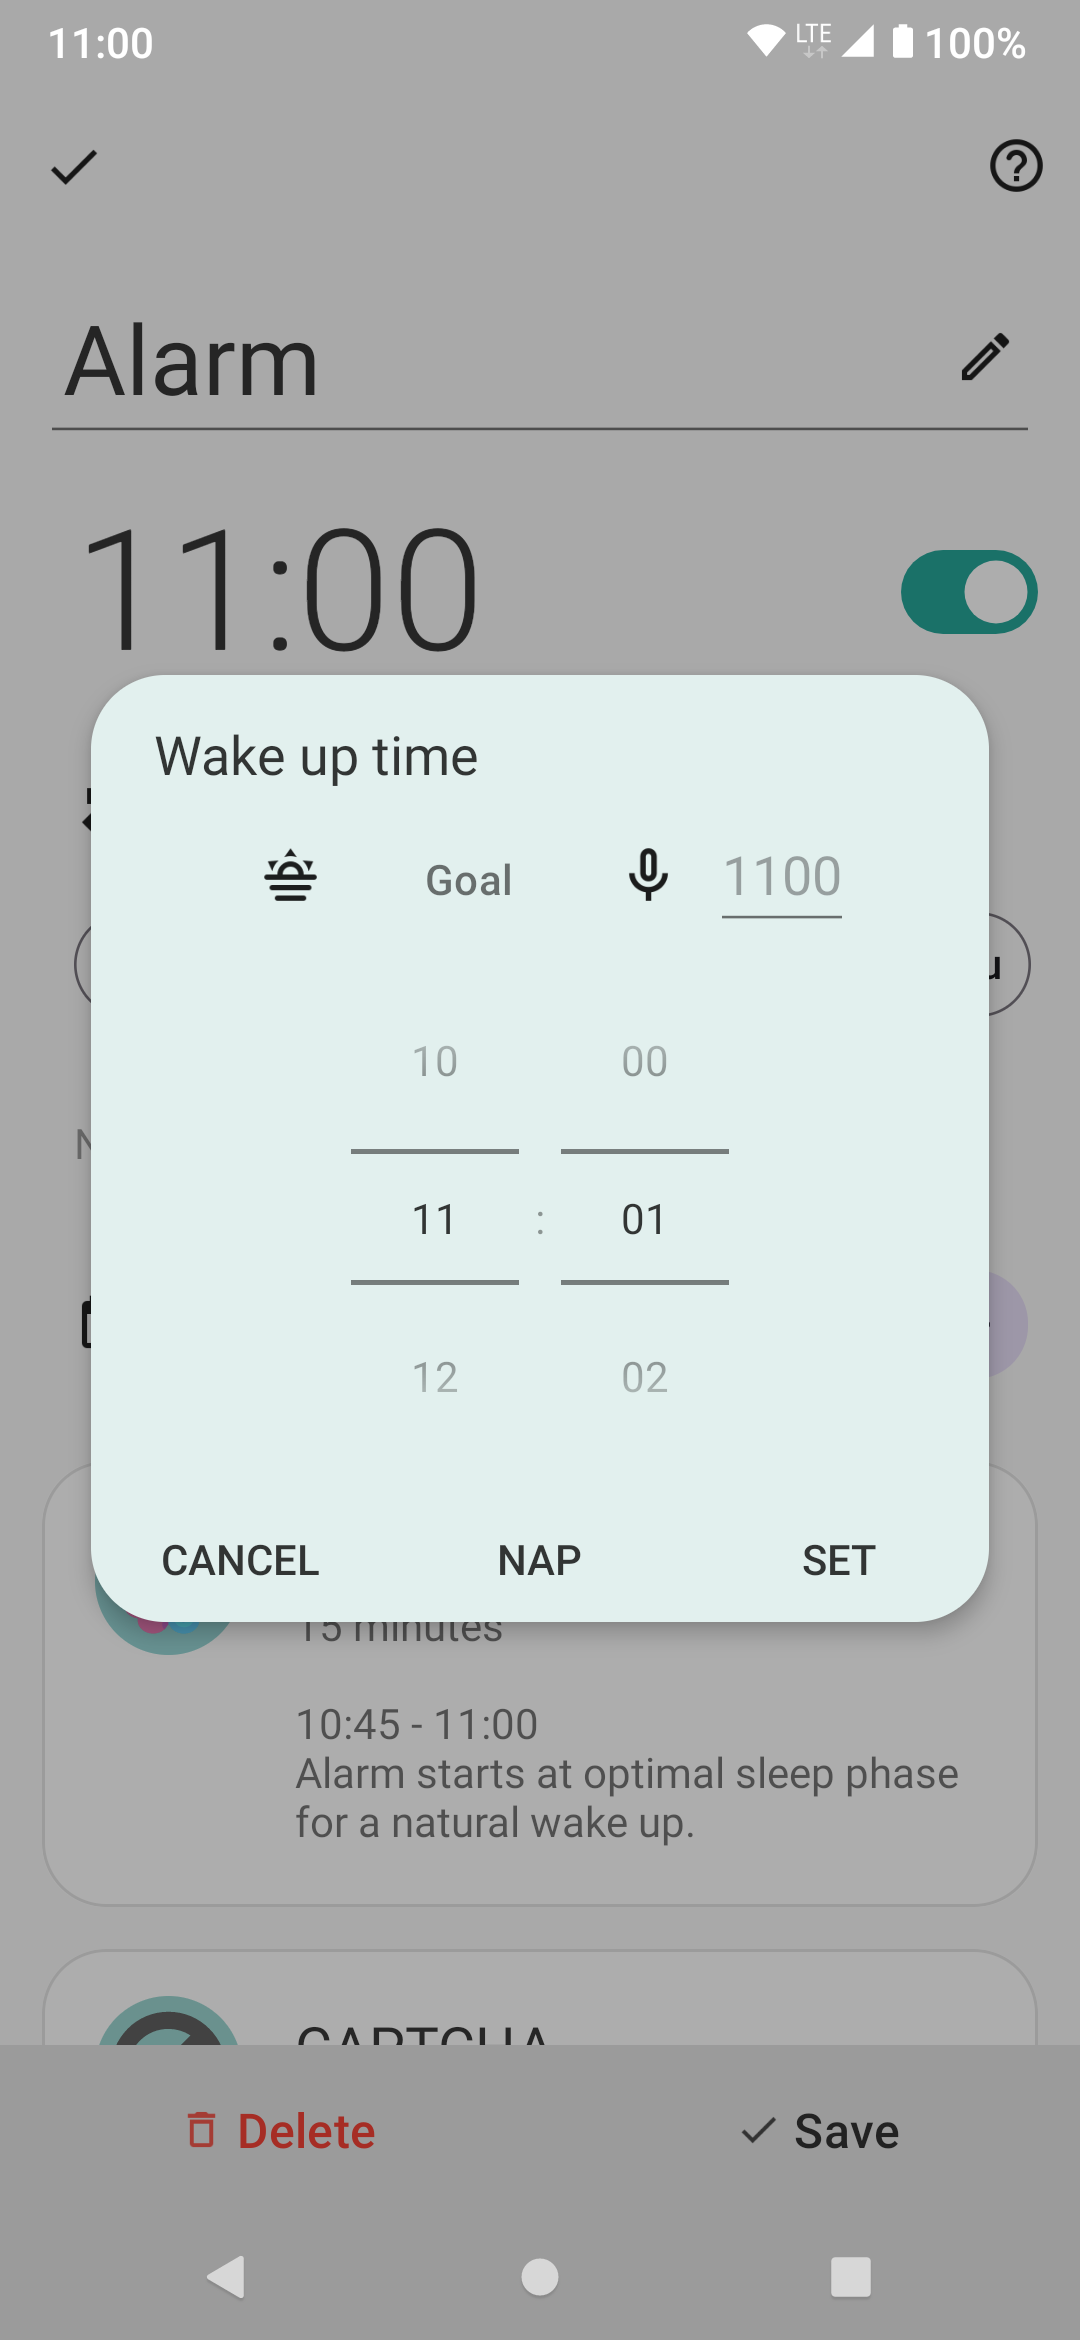 11:00 LTE 100%
Alarm
11:00
Wake up time
Goal 1100
10 00
11 : 01
12 02
CANCEL NAP SET
15 minutes
10:45 - 11:00
Alarm starts at optimal sleep phase
for a natural wake up.
CAPTCHA
Delete Save